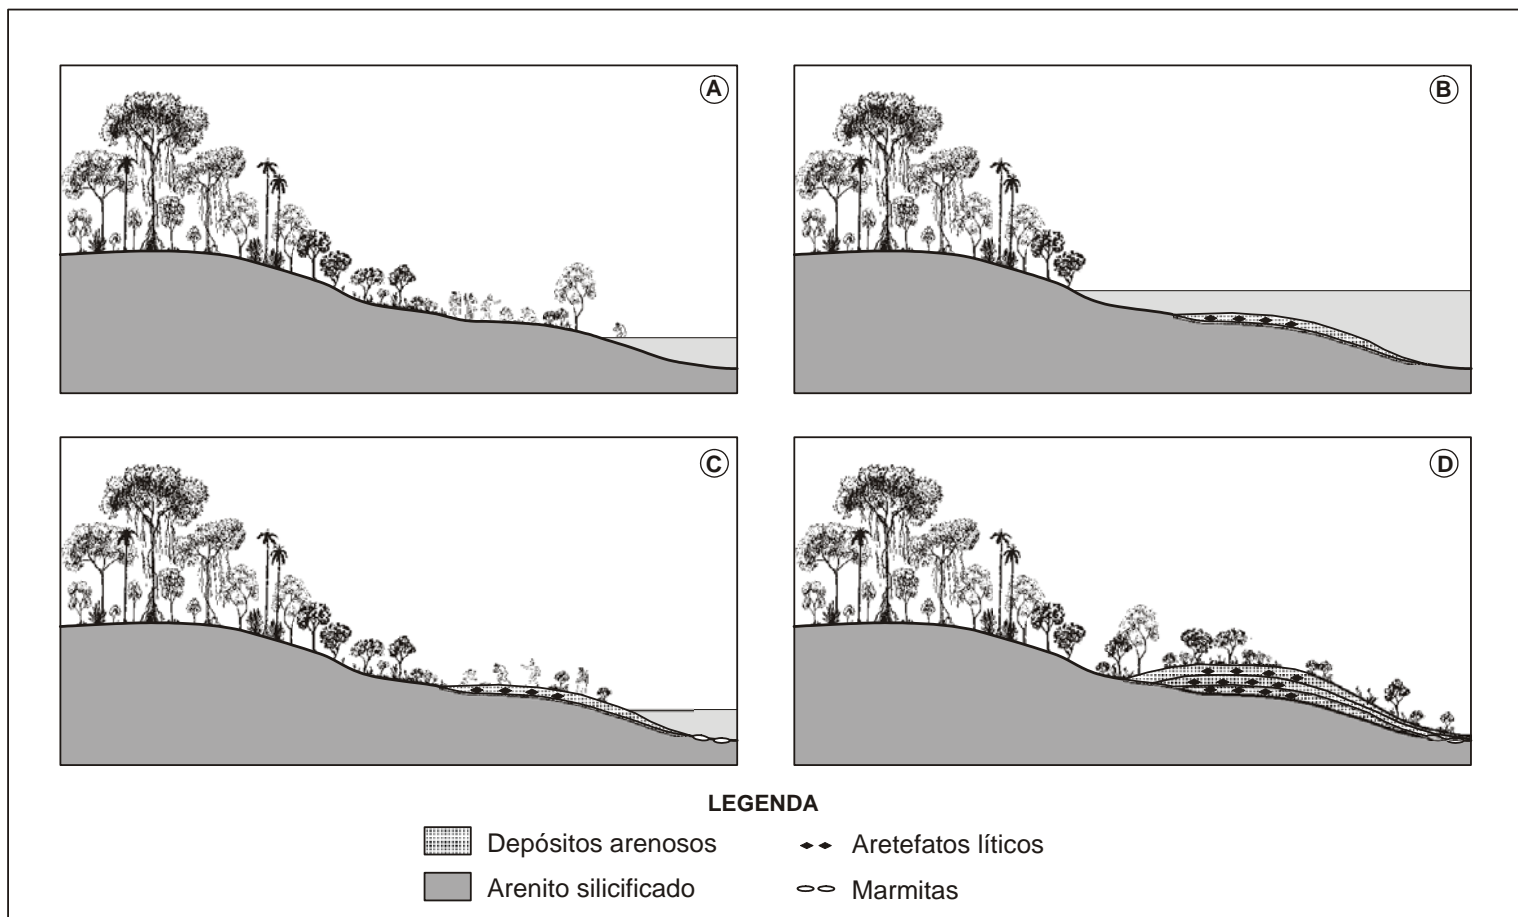 A
B
C
D
LEGENDA
Depósitos arenosos
Aretefatos líticos
Arenito silicificado
Marmitas